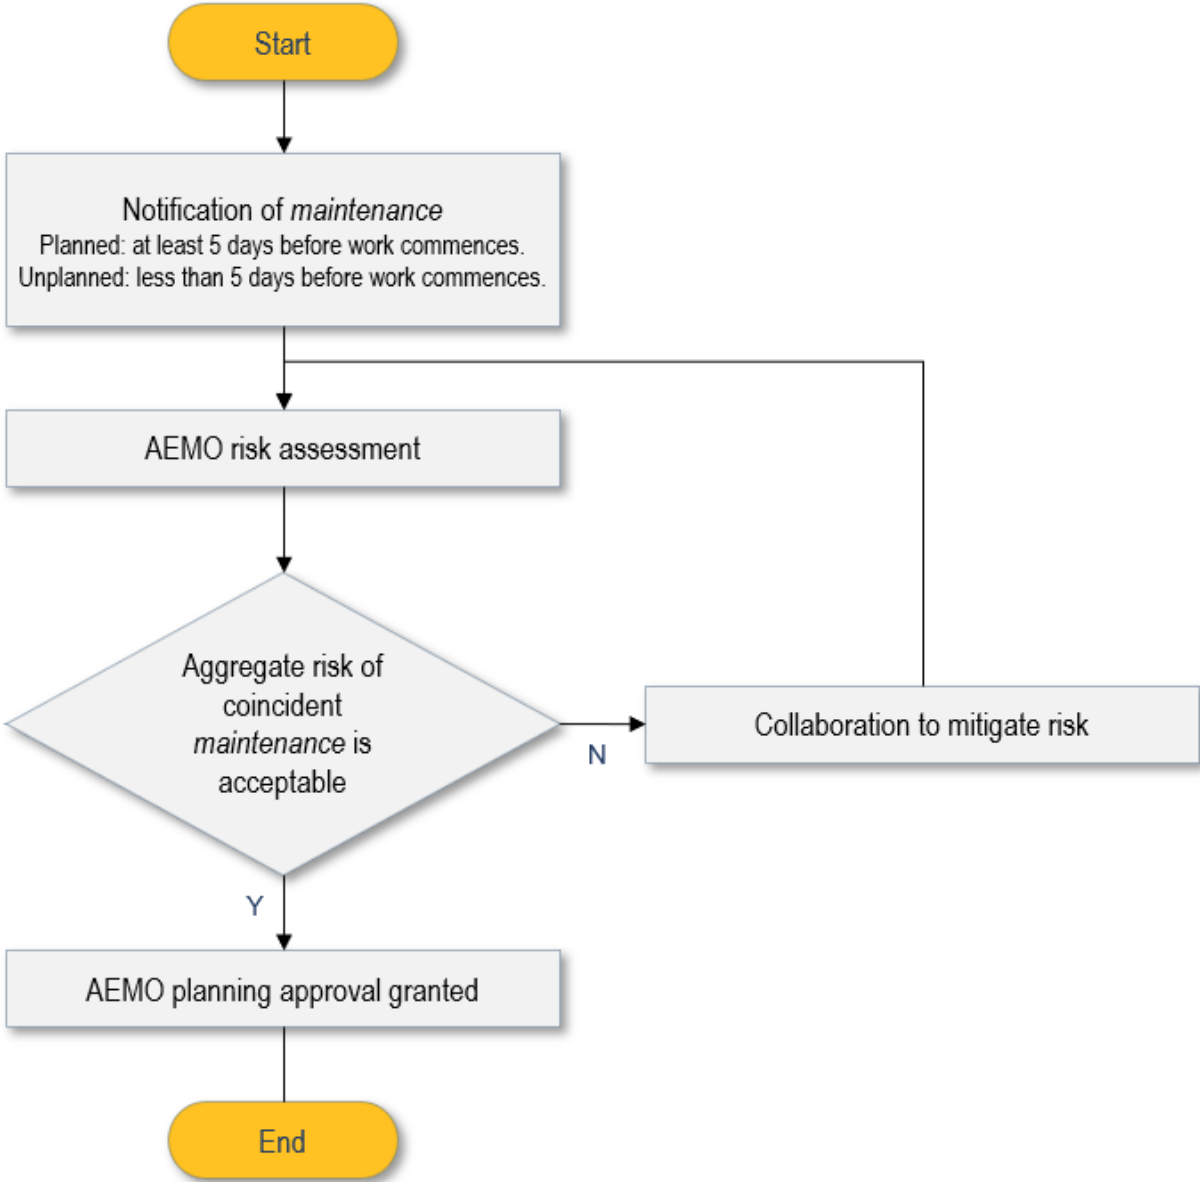 Start
Notification of maintenance
Planned: at least 5 days before work commences.
Unplanned: less than 5 days before work commences.
AEMO risk assessment
Aggregate risk of
coincident
maintenance is
acceptable
N
Collaboration to mitigate risk
Y
AEMO planning approval granted
End